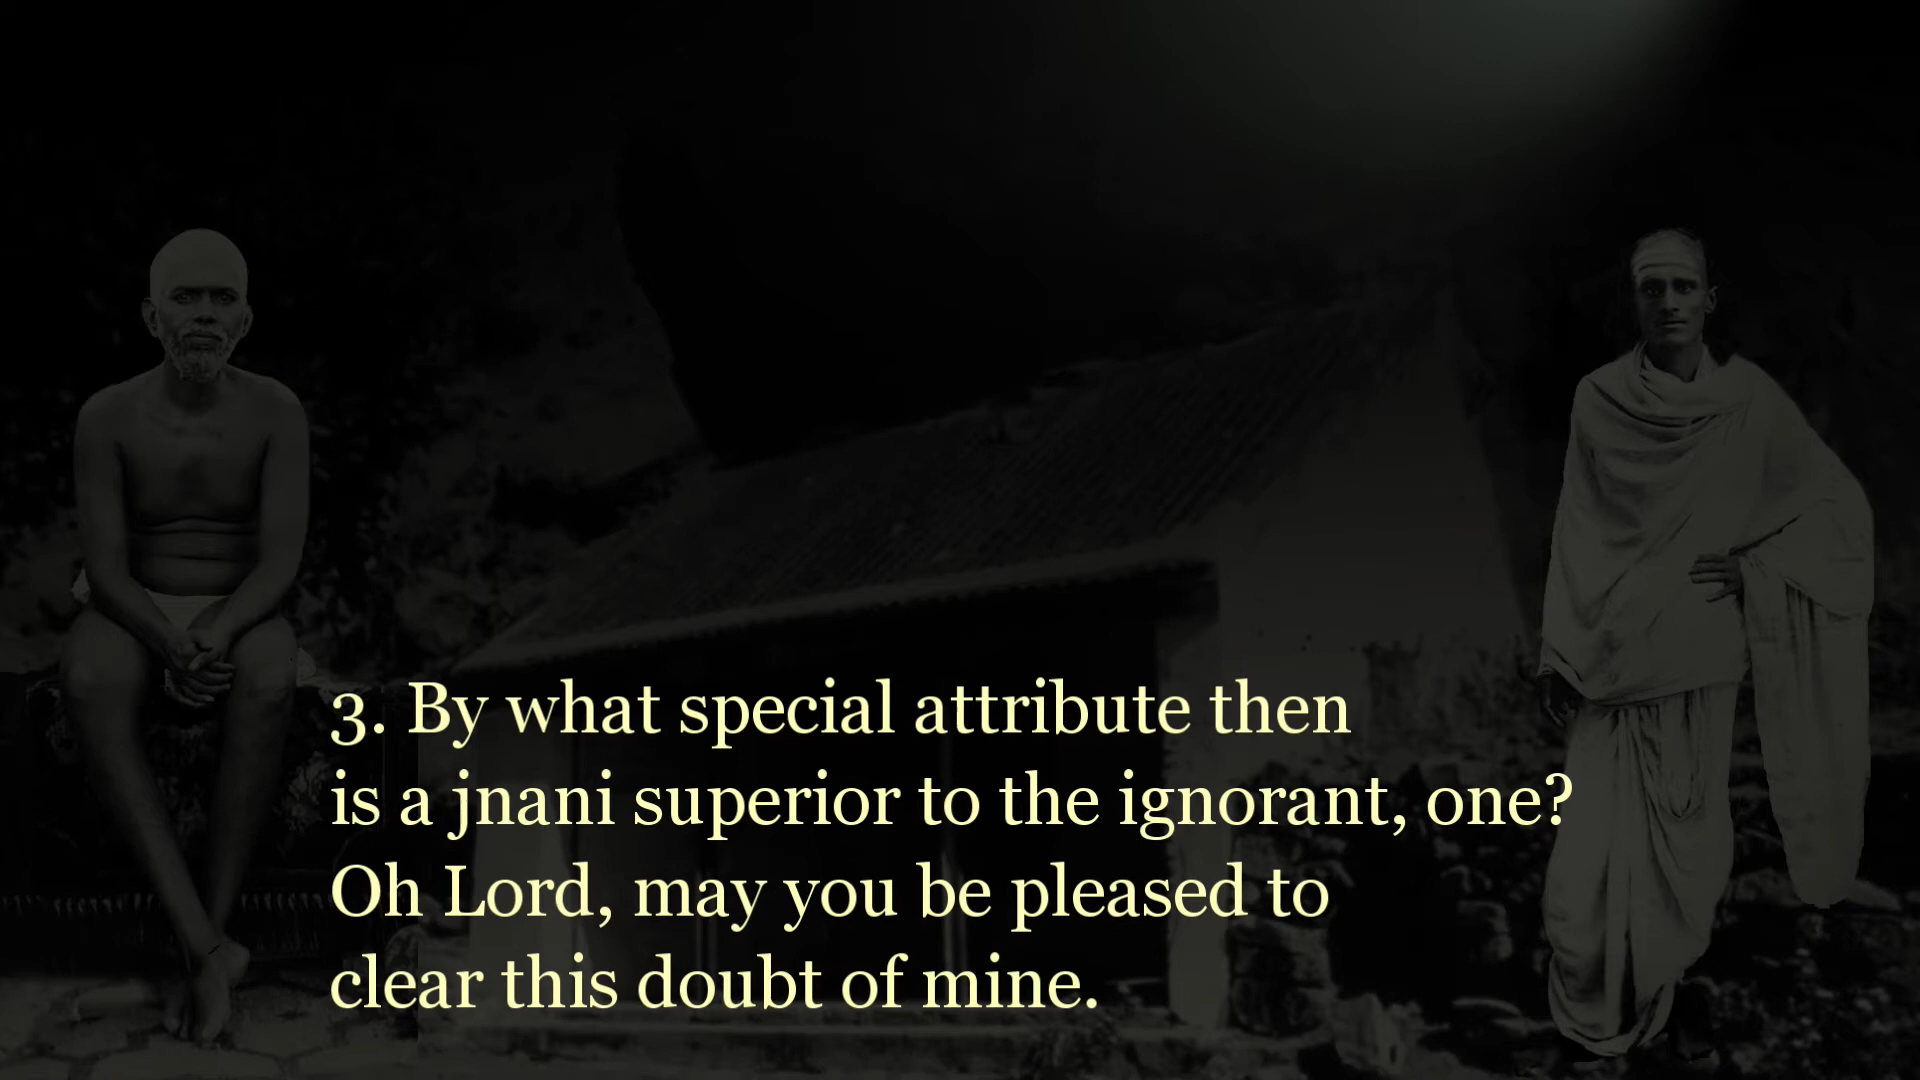 3. By what special attribute then
is a jnani superior to the ignorant, one?
Oh Lord, may you be pleased to
clear this doubt of mine.